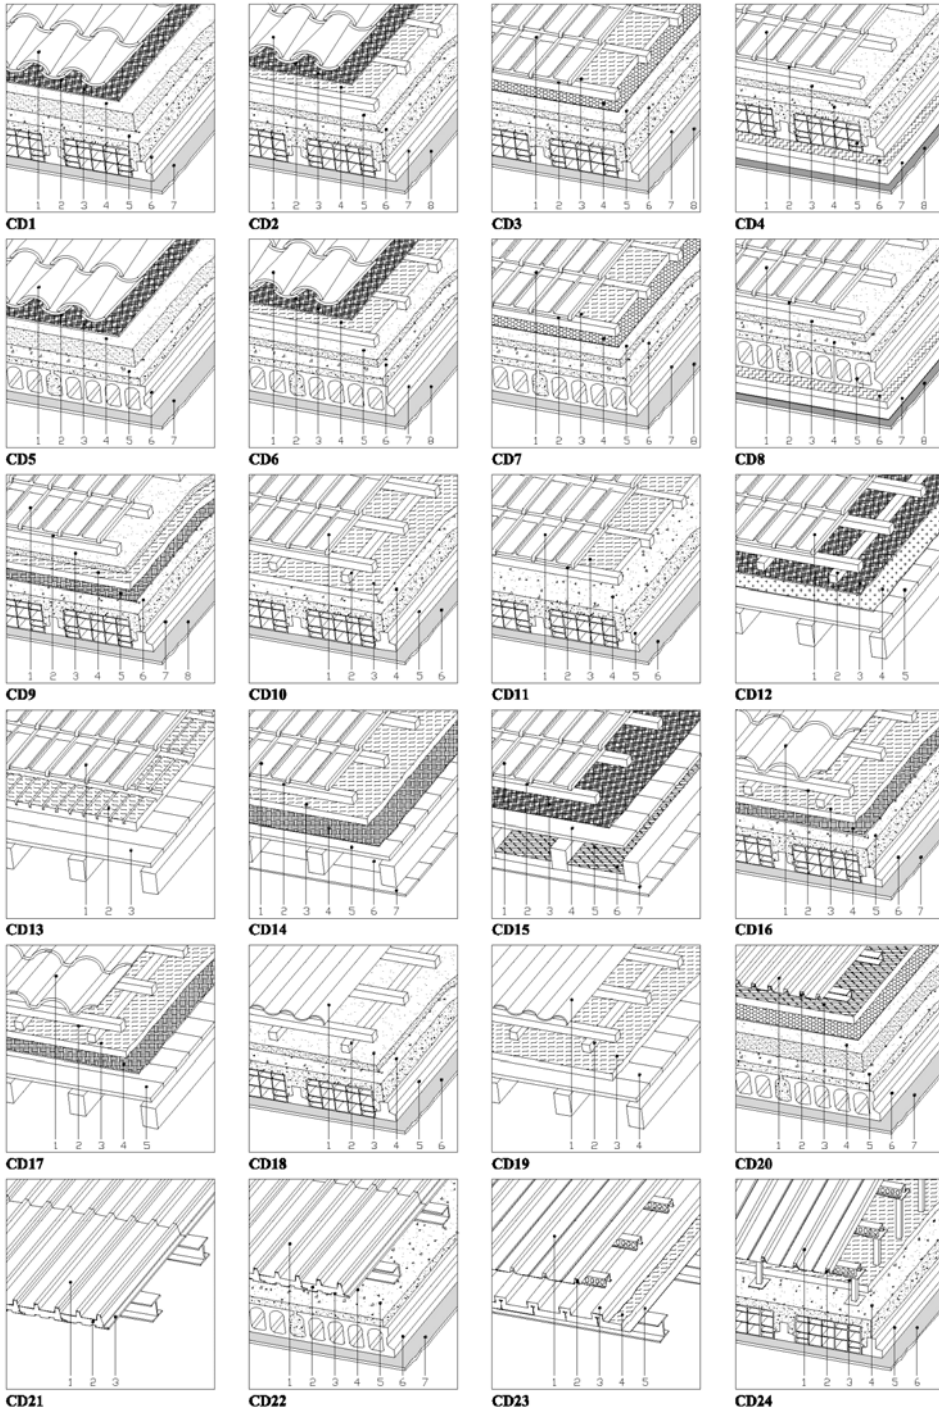 1 2 3 4 5 6 7
CD1
1 2 3 4 5 6 7 8
CD2
1 2 3 4 5 6 7 8
CD3
1 2 3 4 5 6 7 8
CD4
1 2 3 4 5 6 7
CD5
1 2 3 4 5 6 7 8
CD6
1 2 3 4 5 6 7 8
CD7
1 2 3 4 5 6 7 8
CD8
1 2 3 4 5 6 7 8
CD9
1 2 3 4 5 6
CD10
1 2 3 4 5 6
CD11
1 2 3 4 5
CD12
1 2 3
CD13
1 2 3 4 5 6 7
CD14
1 2 3 4 5 6 7
CD15
1 2 3 4 5 6 7
CD16
1 2 3 4 5
CD17
1 2 3 4 5 6
CD18
1 2 3 4
CD19
1 2 3 4 5 6 7
CD20
1 2 3
CD21
1 2 3 4 5 6 7
CD22
1 2 3 4 5
CD23
1 2 3 4 5 6
CD24